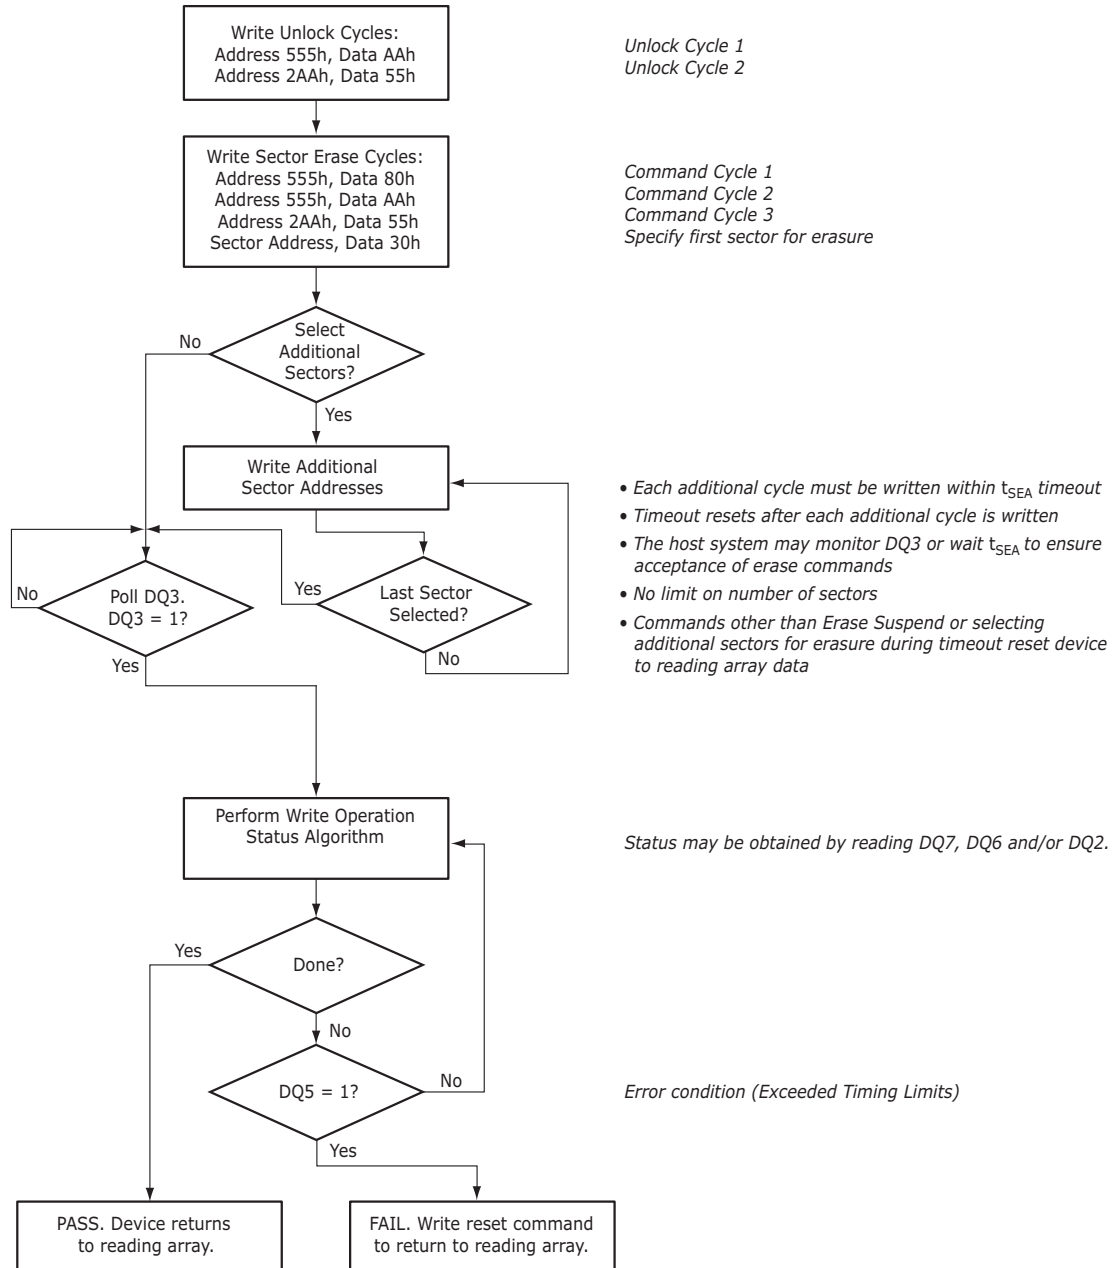 Write Unlock Cycles:
Address 555h, Data AAh
Address 2AAh, Data 55h
Unlock Cycle 1
Unlock Cycle 2
Write Sector Erase Cycles:
Address 555h, Data 80h
Address 555h, Data AAh
Address 2AAh, Data 55h
Sector Address, Data 30h
Command Cycle 1
Command Cycle 2
Command Cycle 3
Specify first sector for erasure
Select
Additional
Sectors?
No
Yes
Write Additional
Sector Addresses
• Each additional cycle must be written within tSEA timeout
• Timeout resets after each additional cycle is written
• The host system may monitor DQ3 or wait tSEA to ensure
acceptance of erase commands
• No limit on number of sectors
• Commands other than Erase Suspend or selecting
additional sectors for erasure during timeout reset device
to reading array data
No
Poll DQ3.
DQ3 = 1?
Yes
Yes
Last Sector
Selected?
No
Perform Write Operation
Status Algorithm
Status may be obtained by reading DQ7, DQ6 and/or DQ2.
Yes
Done?
No
DQ5 = 1?
No
Error condition (Exceeded Timing Limits)
Yes
PASS. Device returns
to reading array.
FAIL. Write reset command
to return to reading array.